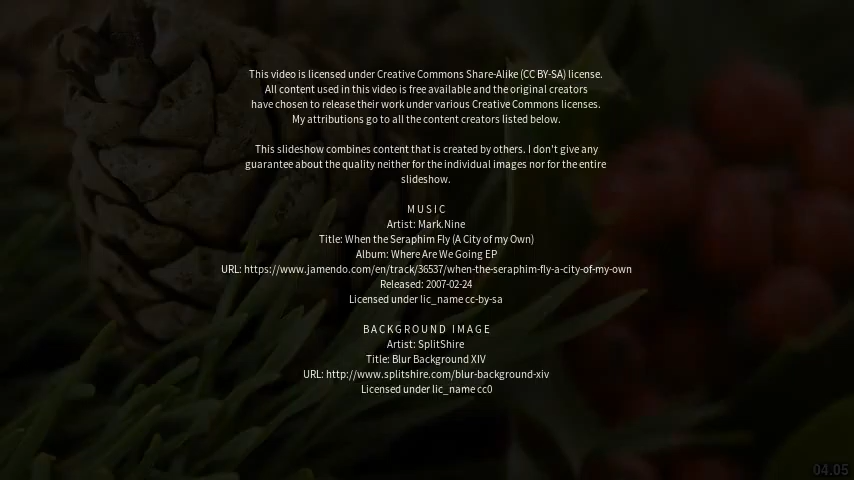 This video is licensed under Creative Commons Share-Alike (CC BY-SA) license.
All content used in this video is free available and the original creators
have chosen to release their work under various Creative Commons licenses.
My attributions go to all the content creators listed below.
This slideshow combines content that is created by others. I don't give any
guarantee about the quality neither for the individual images nor for the entire
slideshow.
MUSIC
Artist: Mark.Nine
Title: When the Seraphim Fly (A City of my Own)
Album: Where Are We Going EP
URL: https://www.jamendo.com/en/track/36537/when-the-seraphim-fly-a-city-of-my-own
Released: 2007-02-24
Licensed under lic_name cc-by-sa
BACKGROUND IMAGE
Artist: SplitShire
Title: Blur Background XIV
URL: http://www.splitshire.com/blur-background-xiv
Licensed under lic_name cc0
04.05